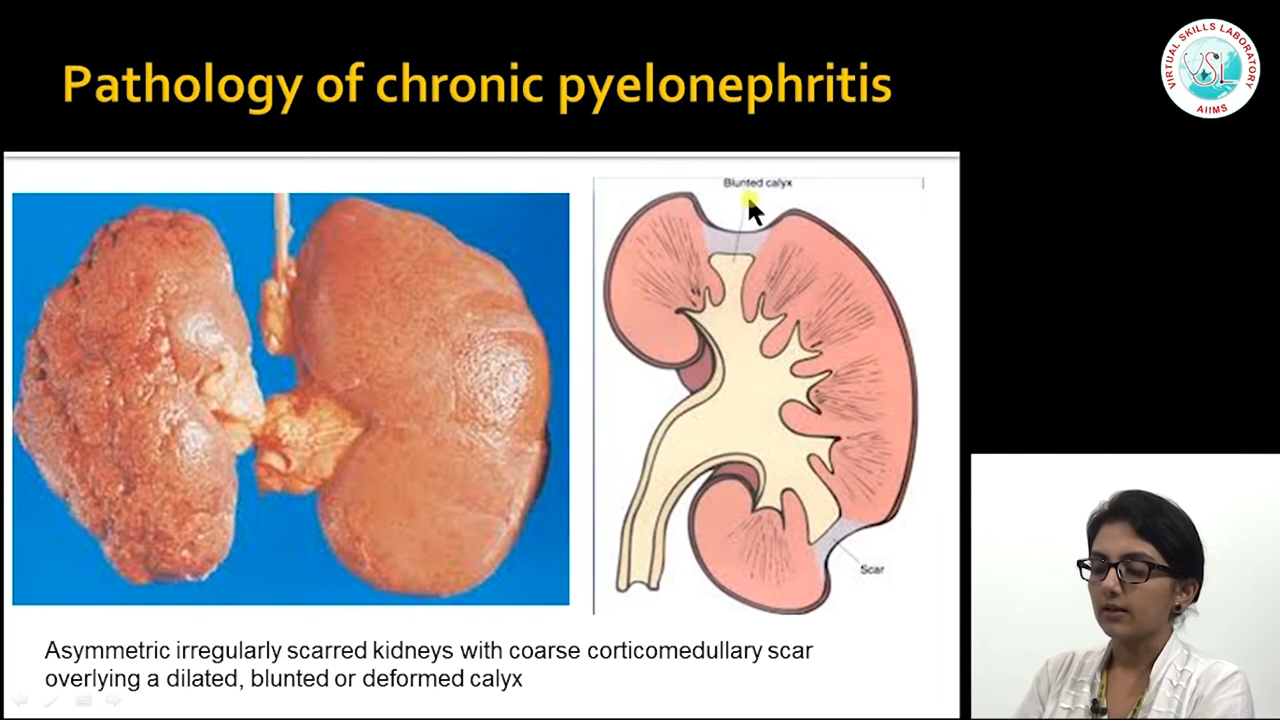 Pathology of chronic pyelonephritis
VIRTUAL SKILLS LABORATORY
VSL
AIIMS
Blunted calyx
Scar
Asymmetric irregularly scarred kidneys with coarse corticomedullary scar
overlying a dilated, blunted or deformed calyx